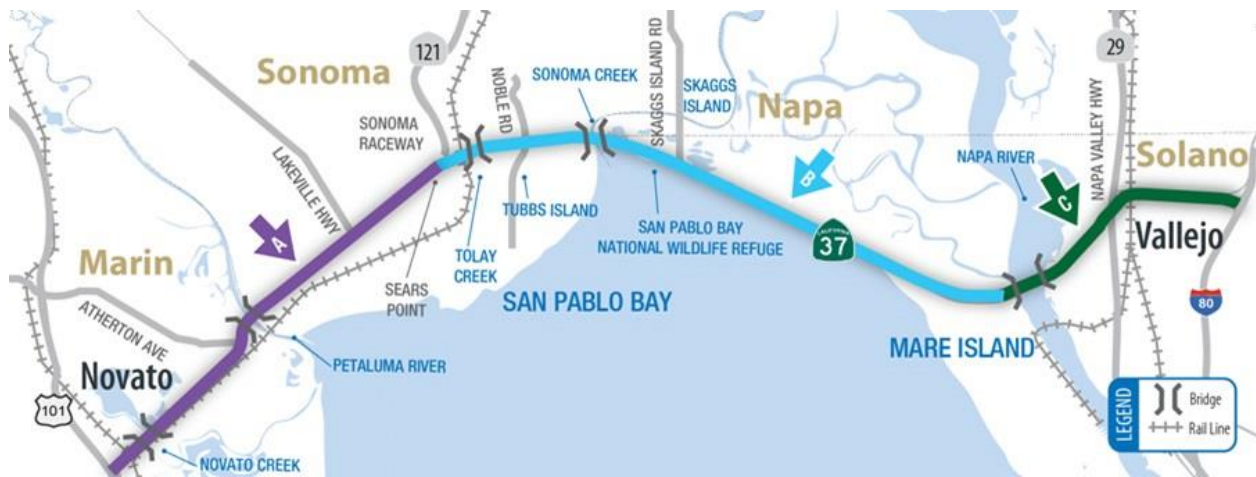 Sonoma
121
SONOMA CREEK
SKAGGS ISLAND RD
SKAGGS
ISLAND
29
NAPA VALLEY HWY
Napa
Solano
NOBLE RD
SONOMA
RACEWAY
LAKEVILLE HWY
NAPA RIVER
B
C
A
TUBBS ISLAND
SAN PABLO BAY
NATIONAL WILDLIFE REFUGE
CALIFORNIA
37
Vallejo
TOLAY
CREEK
Marin
SEARS
POINT
SAN PABLO BAY
80
ATHERTON AVE
MARE ISLAND
PETALUMA RIVER
Novato
101
NOVATO CREEK
LEGEND
Bridge
Rail Line